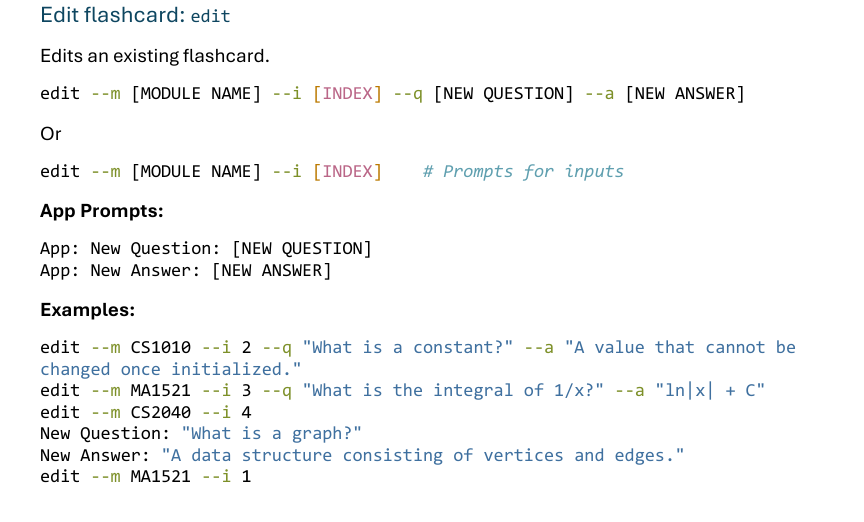 Edit flashcard: edit
Edits an existing flashcard.
edit --m [MODULE NAME] --i [INDEX] --q [NEW QUESTION] --a [NEW ANSWER]
Or
edit --m [MODULE NAME] --i [INDEX]    # Prompts for inputs
App Prompts:
App: New Question: [NEW QUESTION]
App: New Answer: [NEW ANSWER]
Examples:
edit --m CS1010 --i 2 --q "What is a constant?" --a "A value that cannot be
changed once initialized."
edit --m MA1521 --i 3 --q "What is the integral of 1/x?" --a "ln|x| + C"
edit --m CS2040 --i 4
New Question: "What is a graph?"
New Answer: "A data structure consisting of vertices and edges."
edit --m MA1521 --i 1